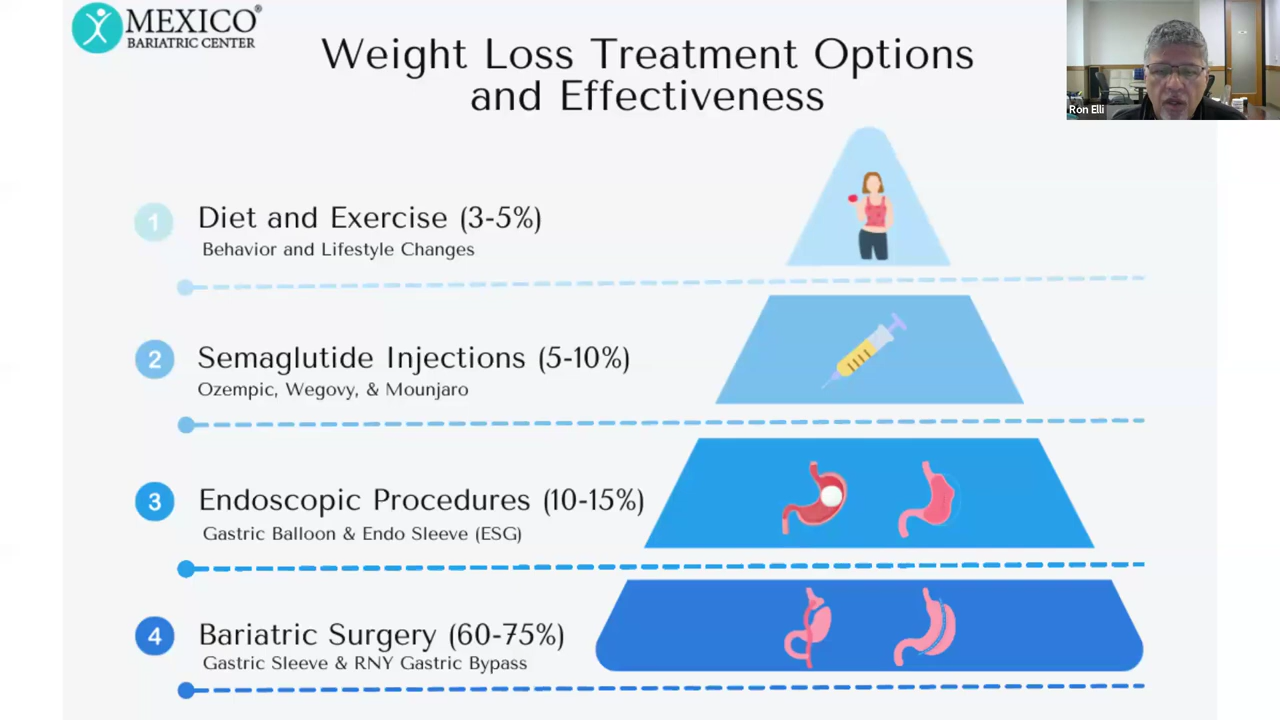 MEXICO®
BARIATRIC CENTER
Weight Loss Treatment Options
and Effectiveness
Ron Elli
1
Diet and Exercise (3-5%)
Behavior and Lifestyle Changes
2
Semaglutide Injections (5-10%)
Ozempic, Wegovy, & Mounjaro
3
Endoscopic Procedures (10-15%)
Gastric Balloon & Endo Sleeve (ESG)
4
Bariatric Surgery (60-75%)
Gastric Sleeve & RNY Gastric Bypass